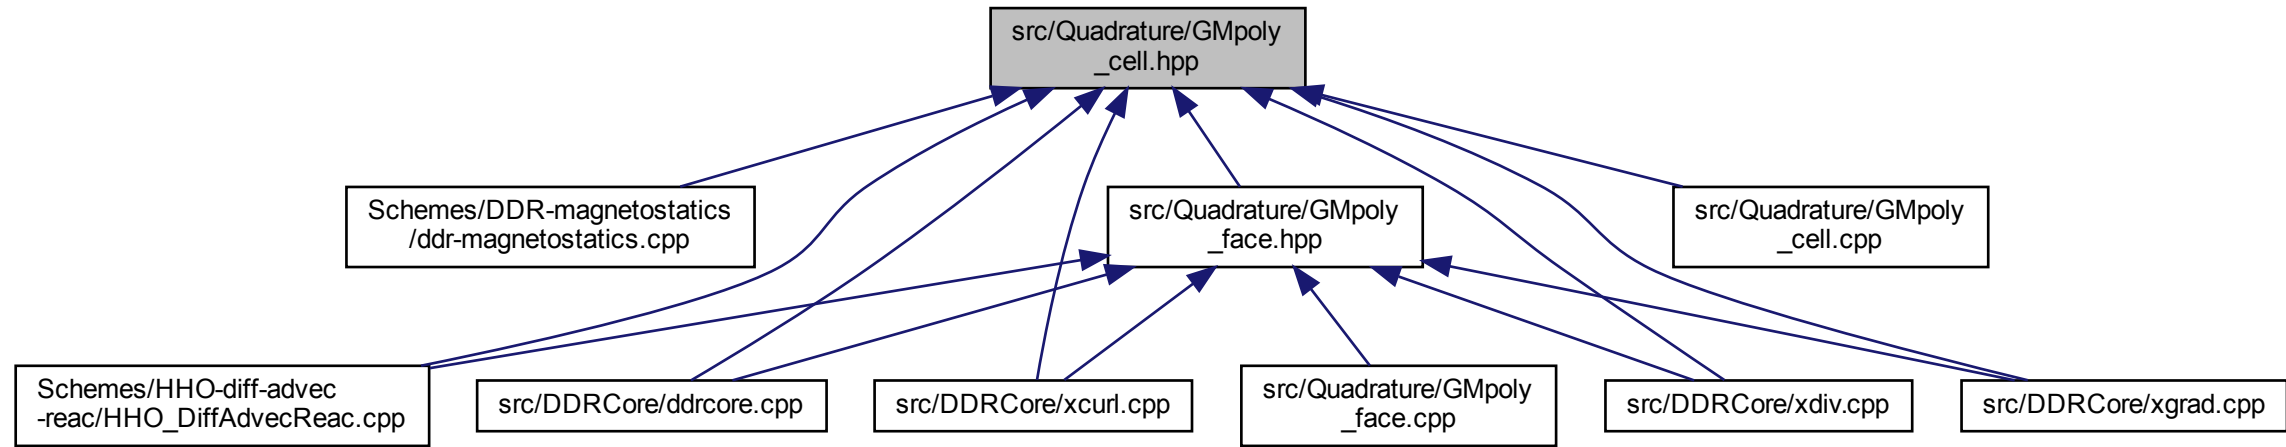 src/Quadrature/GMpoly
_cell.hpp
Schemes/DDR-magnetostatics
/ddr-magnetostatics.cpp
src/Quadrature/GMpoly
_face.hpp
src/Quadrature/GMpoly
_cell.cpp
Schemes/HHO-diff-advec
-reac/HHO_DiffAdvecReac.cpp
src/DDRCore/ddrcore.cpp
src/DDRCore/xcurl.cpp
src/Quadrature/GMpoly
_face.cpp
src/DDRCore/xdiv.cpp
src/DDRCore/xgrad.cpp